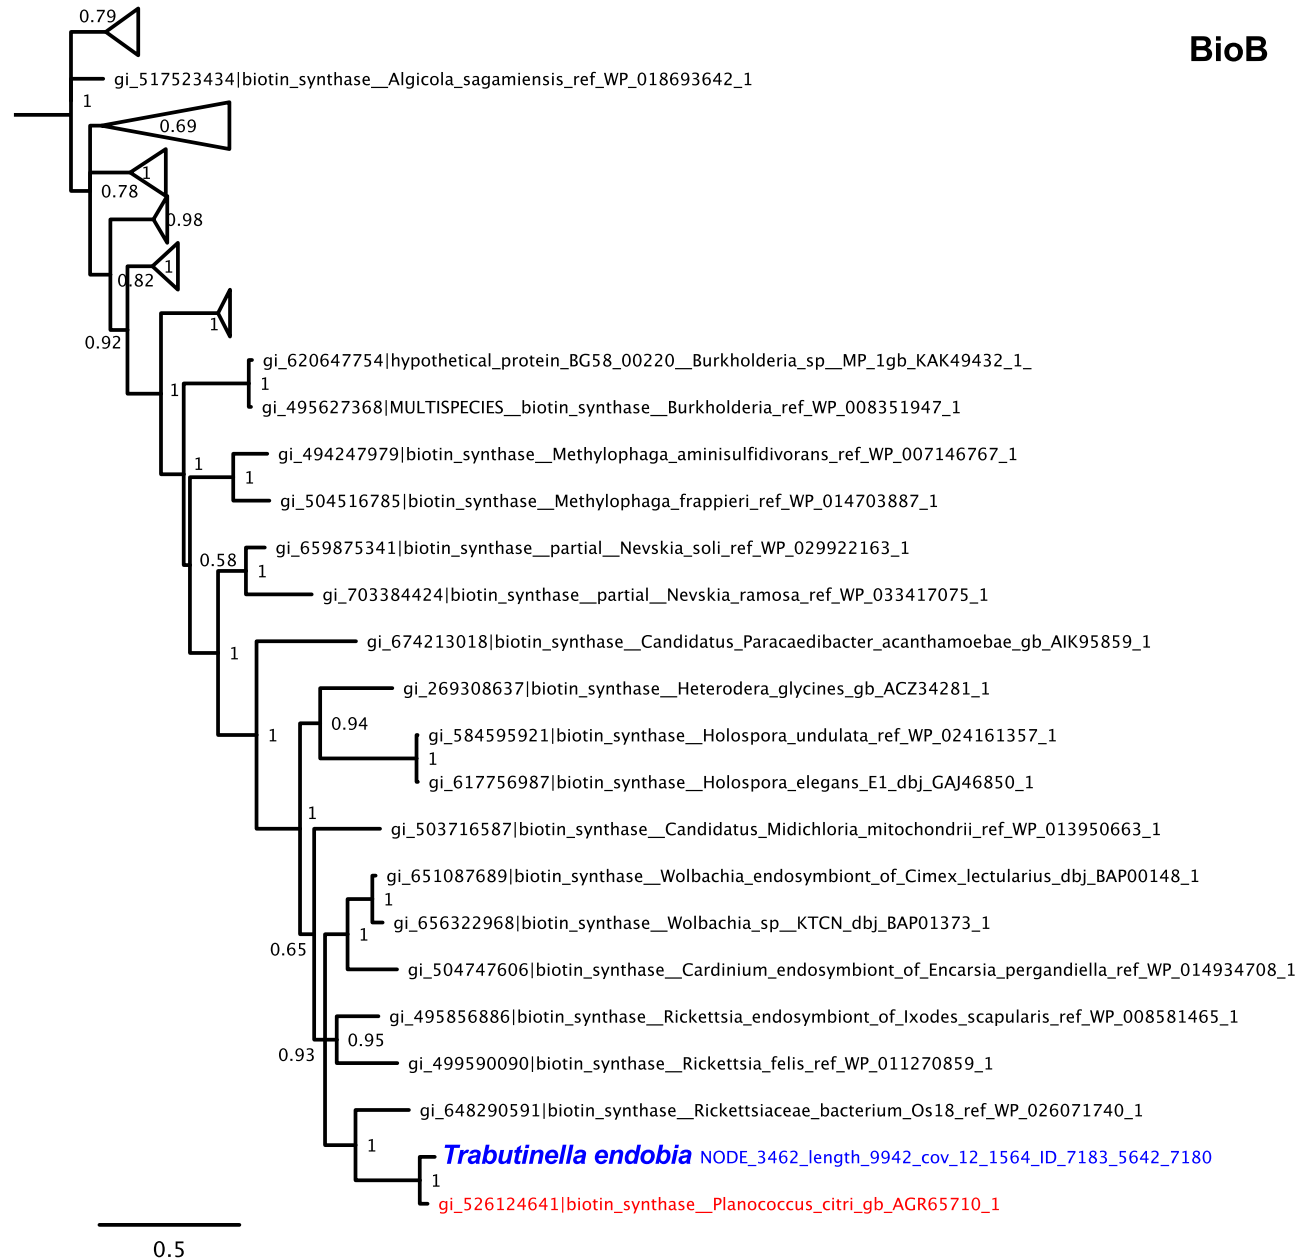 0.79
BioB
gi_517523434|biotin_synthase__Algicola_sagamiensis_ref_WP_018693642_1
1
0.69
1
0.78
0.98
1
0.82
1
0.92
gi_620647754|hypothetical_protein_BG58_00220__Burkholderia_sp__MP_1gb_KAK49432_1_
1
1
gi_495627368|MULTISPECIES__biotin_synthase__Burkholderia_ref_WP_008351947_1
gi_494247979|biotin_synthase__Methylophaga_aminisulfidivorans_ref_WP_007146767_1
1
1
gi_504516785|biotin_synthase__Methylophaga_frappieri_ref_WP_014703887_1
gi_659875341|biotin_synthase__partial__Nevskia_soli_ref_WP_029922163_1
0.58
1
gi_703384424|biotin_synthase__partial__Nevskia_ramosa_ref_WP_033417075_1
gi_674213018|biotin_synthase__Candidatus_Paracaedibacter_acanthamoebae_gb_AIK95859_1
1
gi_269308637|biotin_synthase__Heterodera_glycines_gb_ACZ34281_1
0.94
1
gi_584595921|biotin_synthase__Holospora_undulata_ref_WP_024161357_1
1
gi_617756987|biotin_synthase__Holospora_elegans_E1_dbj_GAJ46850_1
1
gi_503716587|biotin_synthase__Candidatus_Midichloria_mitochondrii_ref_WP_013950663_1
gi_651087689|biotin_synthase__Wolbachia_endosymbiont_of_Cimex_lectularius_dbj_BAP00148_1
1
gi_656322968|biotin_synthase__Wolbachia_sp__KTCN_dbj_BAP01373_1
1
0.65
gi_504747606|biotin_synthase__Cardinium_endosymbiont_of_Encarsia_pergandiella_ref_WP_014934708_1
gi_495856886|biotin_synthase__Rickettsia_endosymbiont_of_Ixodes_scapularis_ref_WP_008581465_1
0.95
0.93
gi_499590090|biotin_synthase__Rickettsia_felis_ref_WP_011270859_1
gi_648290591|biotin_synthase__Rickettsiaceae_bacterium_Os18_ref_WP_026071740_1
1
Trabutinella endobia NODE_3462_length_9942_cov_12_1564_ID_7183_5642_7180
1
gi_526124641|biotin_synthase__Planococcus_citri_gb_AGR65710_1
0.5